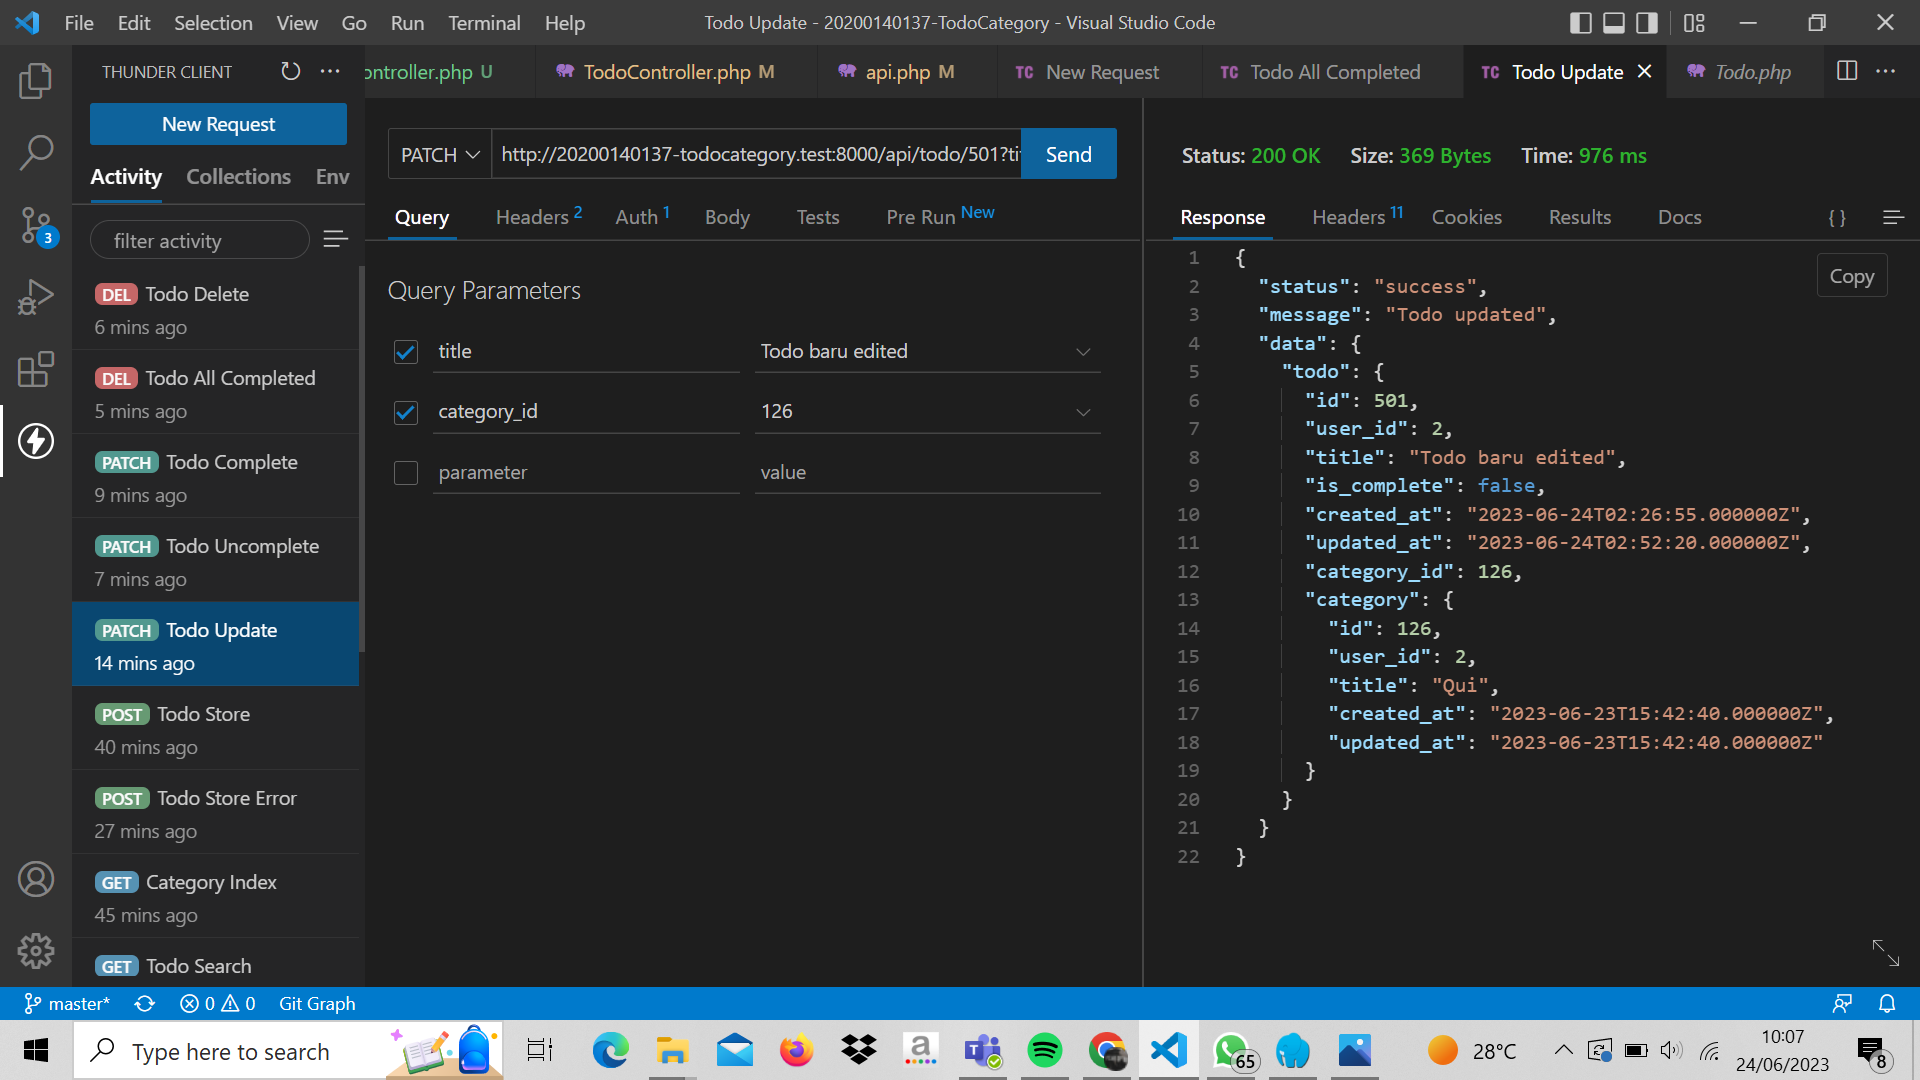 File Edit Selection View Go Run Terminal Help
Todo Update - 20200140137-TodoCategory - Visual Studio Code
THUNDER CLIENT
ontroller.php U
TodoController.php M
api.php M
TC New Request
TC Todo All Completed
TC Todo Update
Todo.php
New Request
Activity Collections Env
filter activity
DEL Todo Delete
6 mins ago
DEL Todo All Completed
5 mins ago
PATCH Todo Complete
9 mins ago
PATCH Todo Uncomplete
7 mins ago
PATCH Todo Update
14 mins ago
POST Todo Store
40 mins ago
POST Todo Store Error
27 mins ago
GET Category Index
45 mins ago
GET Todo Search
3
PATCH
http://20200140137-todocategory.test:8000/api/todo/501?ti
Send
Query Headers 2 Auth 1 Body Tests Pre Run New
Query Parameters
title Todo baru edited
category_id 126
parameter value
Status: 200 OK Size: 369 Bytes Time: 976 ms
Response Headers 11 Cookies Results Docs { }
Copy
1 {
2 "status": "success",
3 "message": "Todo updated",
4 "data": {
5 "todo": {
6 "id": 501,
7 "user_id": 2,
8 "title": "Todo baru edited",
9 "is_complete": false,
10 "created_at": "2023-06-24T02:26:55.000000Z",
11 "updated_at": "2023-06-24T02:52:20.000000Z",
12 "category_id": 126,
13 "category": {
14 "id": 126,
15 "user_id": 2,
16 "title": "Qui",
17 "created_at": "2023-06-23T15:42:40.000000Z",
18 "updated_at": "2023-06-23T15:42:40.000000Z"
19 }
20 }
21 }
22 }
master* 0 0 Git Graph
Type here to search
a
T
65
28°C
10:07
24/06/2023
8